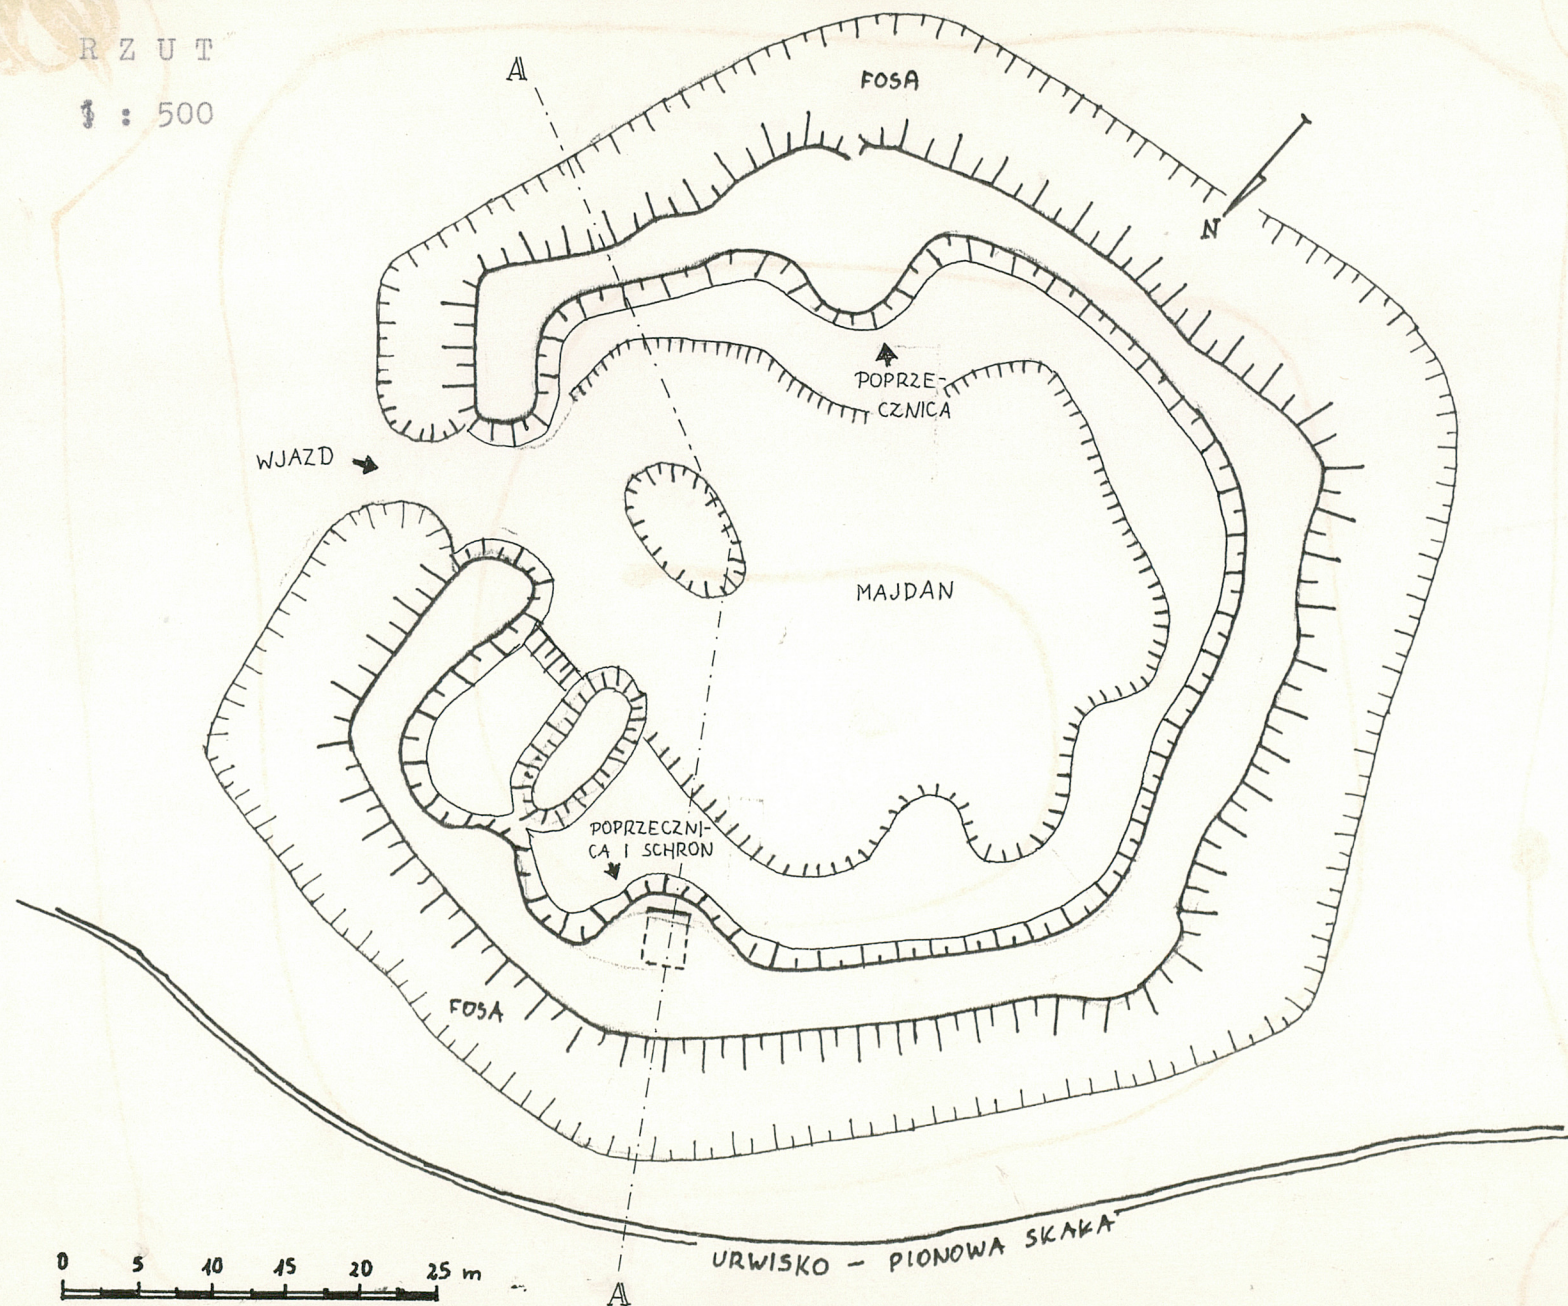 R Z U T
1 : 500
A
FOSA
N
POPRZE-
CZNICA
WJAZD
MAJDAN
POPRZECZNI-
CA I SCHRON
FOSA
URWISKO - PIONOWA SKAŁA
0 5 10 15 20 25 m
A